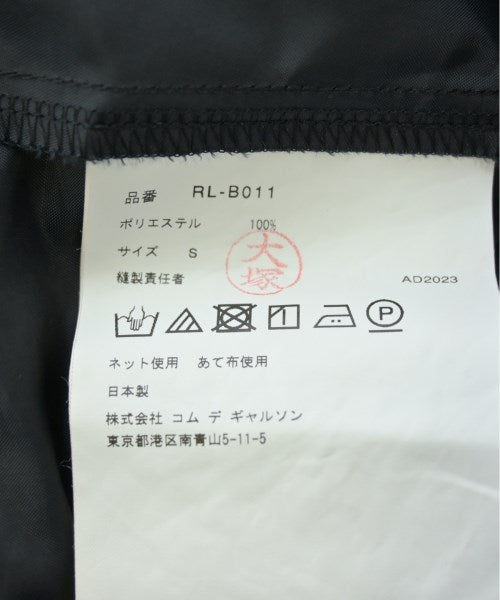 品番 RL-B011
ポリエステル 100%
サイズ S
大塚
縫製責任者 AD2023
P
ネット使用 あて布使用
日本製
株式会社 コム デ ギャルソン
東京都港区南青山5-11-5